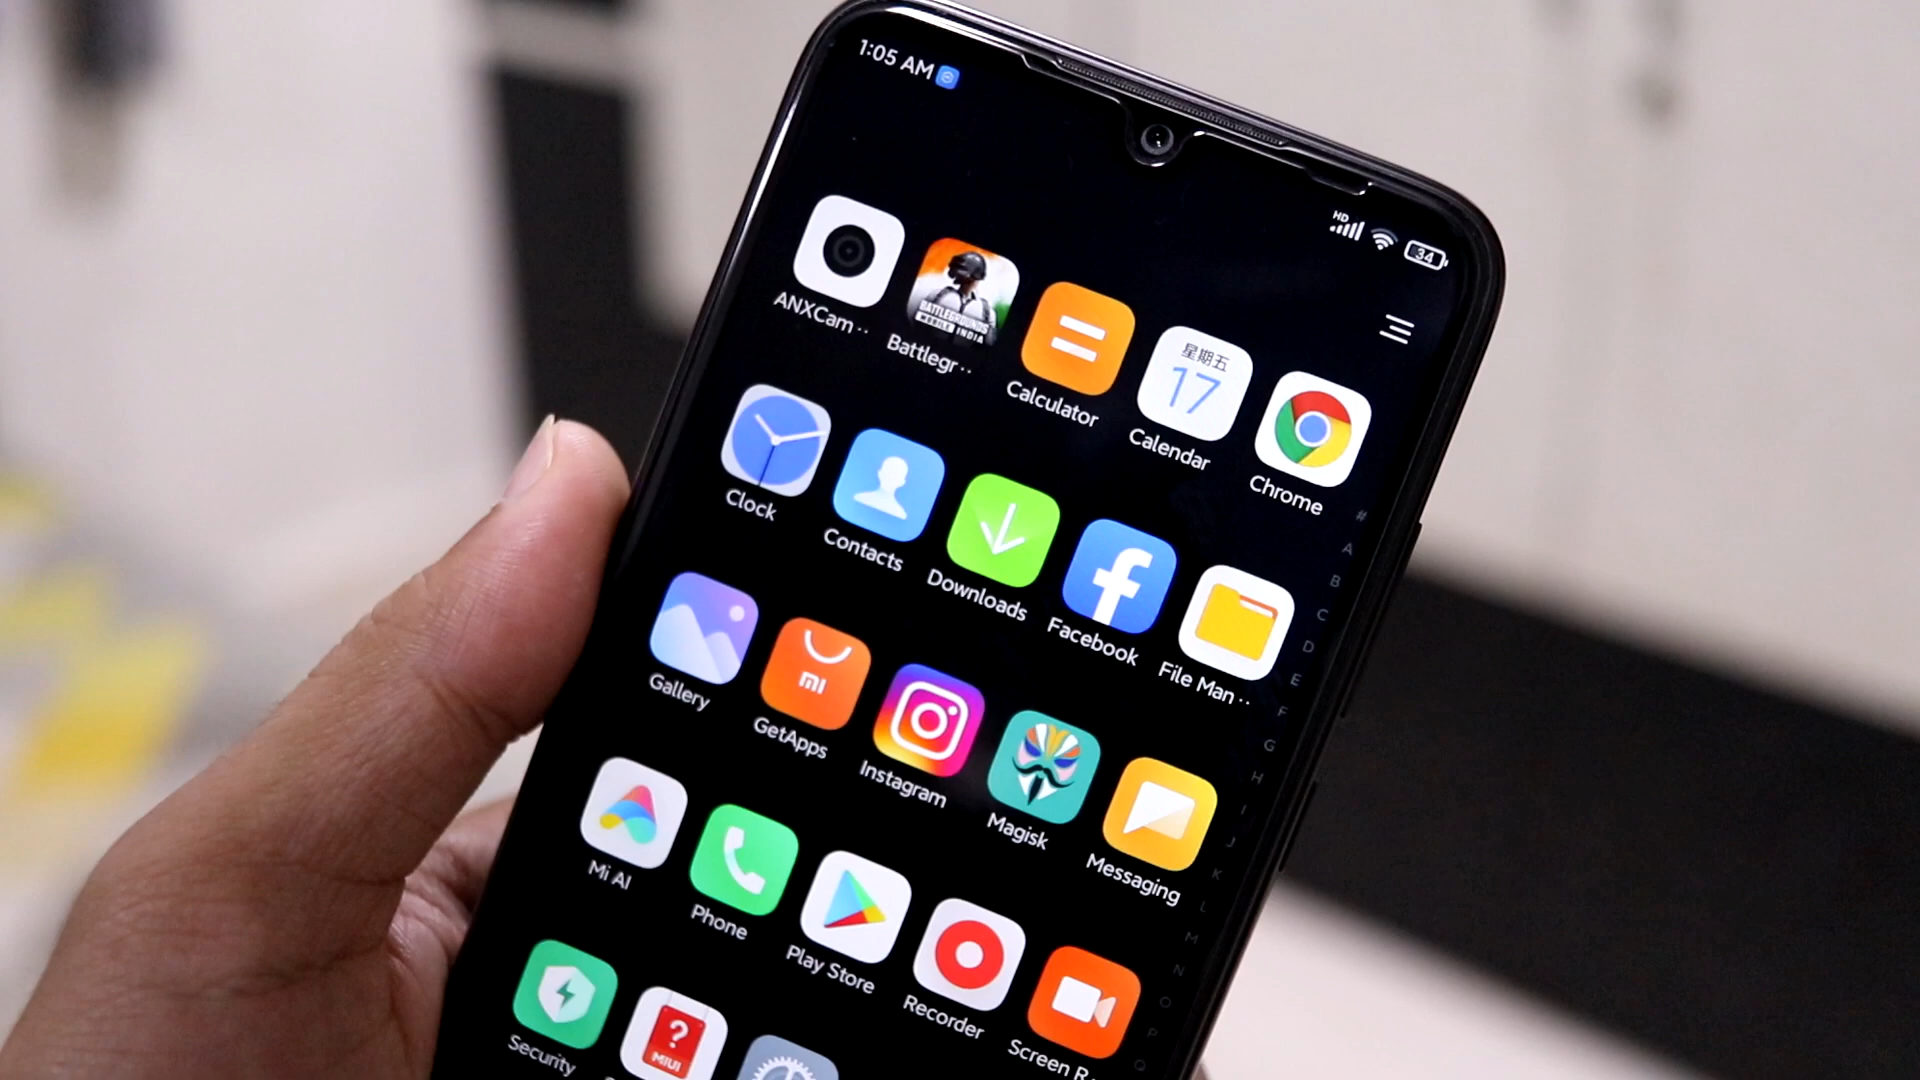 1:05 AM
HD
34
ANXCam ··
BATTLEGROUNDS
MOBILE INDIA
Battlegr ··
Calculator
星期五
17
Calendar
Chrome
Clock
Contacts
Downloads
Facebook
File Man ··
Gallery
mi
GetApps
Instagram
Magisk
Messaging
Mi AI
Phone
Play Store
Recorder
Screen R
Security
?
MIUI
#
A
B
C
D
E
F
G
H
I
J
K
L
M
N
O
P
Q